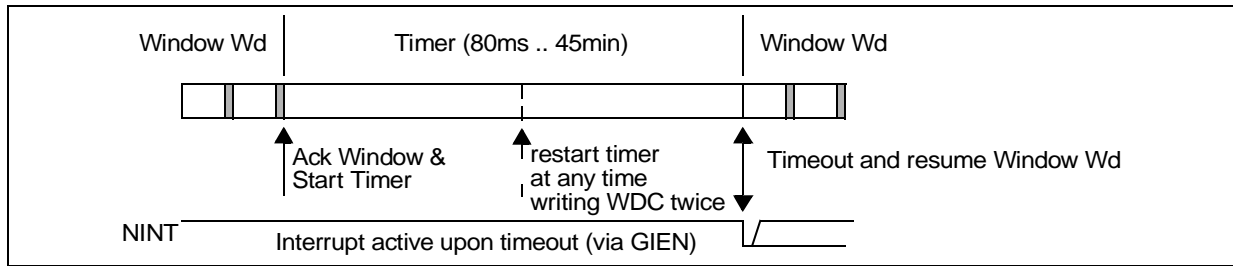 Window Wd
Timer (80ms .. 45min)
Window Wd
Ack Window &
Start Timer
restart timer
at any time
writing WDC twice
Timeout and resume Window Wd
NINT
Interrupt active upon timeout (via GIEN)